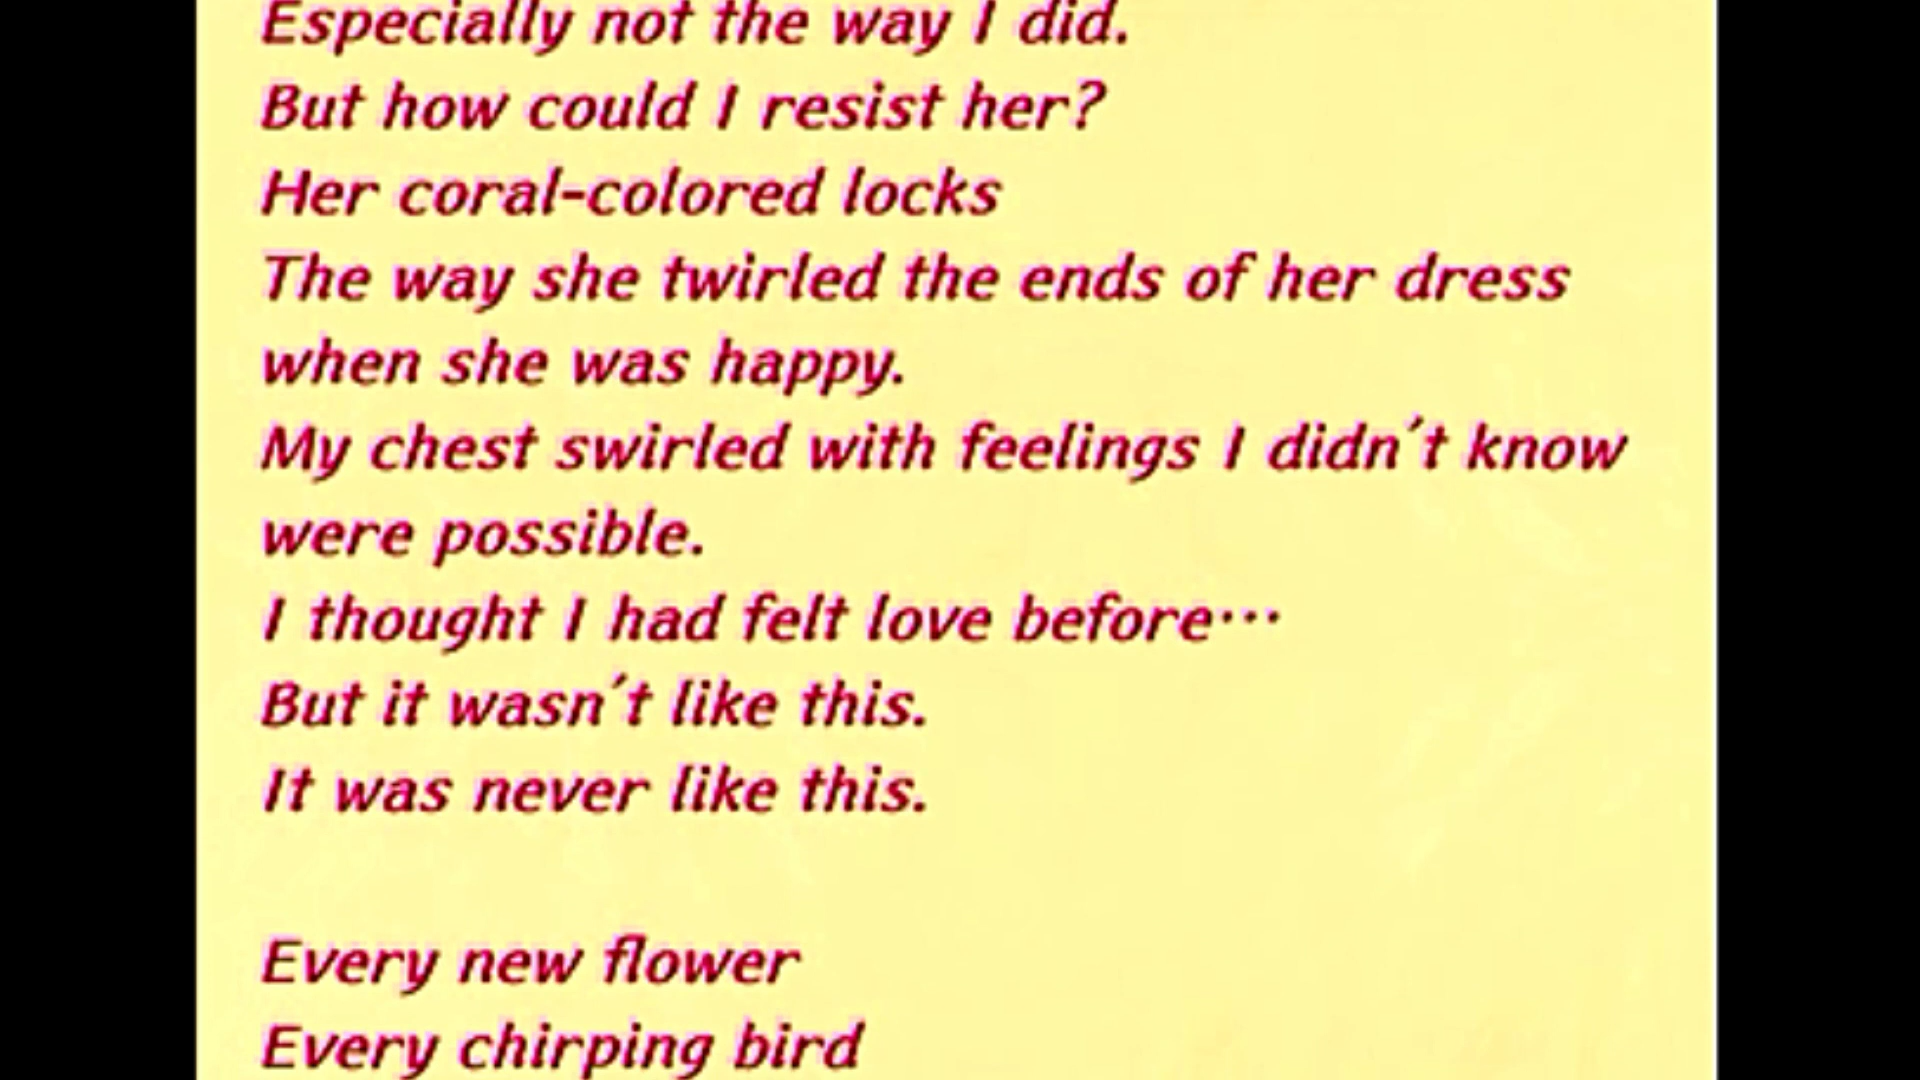 Especially not the way I did.
But how could I resist her?
Her coral-colored locks
The way she twirled the ends of her dress
when she was happy.
My chest swirled with feelings I didn´t know
were possible.
I thought I had felt love before···
But it wasn´t like this.
It was never like this.
Every new flower
Every chirping bird